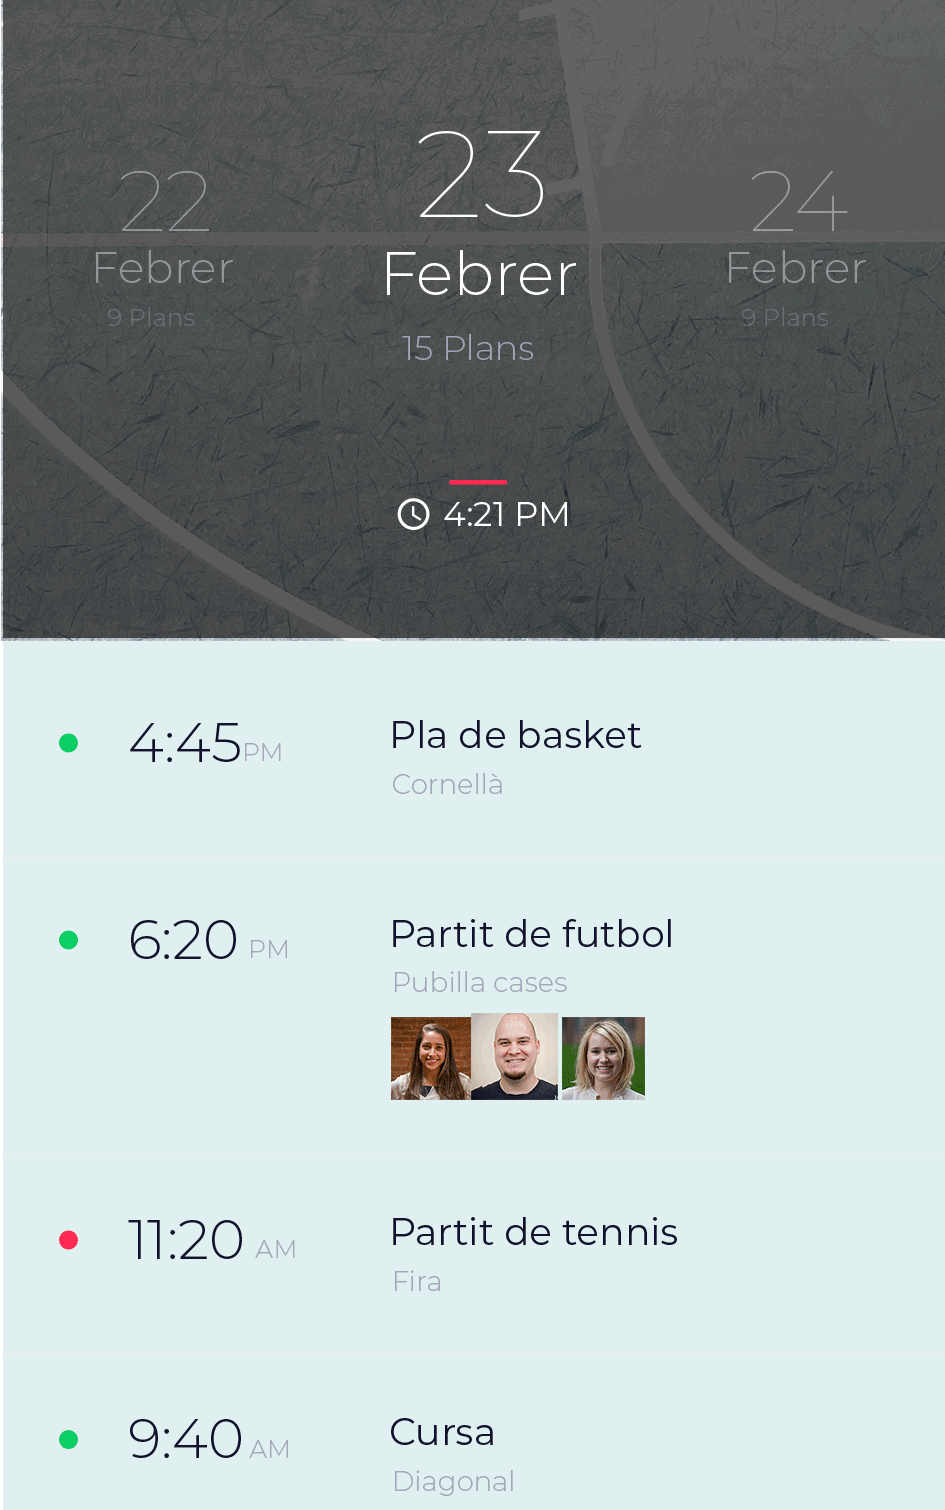 22
Febrer
9 Plans
23
Febrer
15 Plans
24
Febrer
9 Plans
4:21 PM
4:45PM
Pla de basket
Cornellà
6:20 PM
Partit de futbol
Pubilla cases
11:20 AM
Partit de tennis
Fira
9:40 AM
Cursa
Diagonal